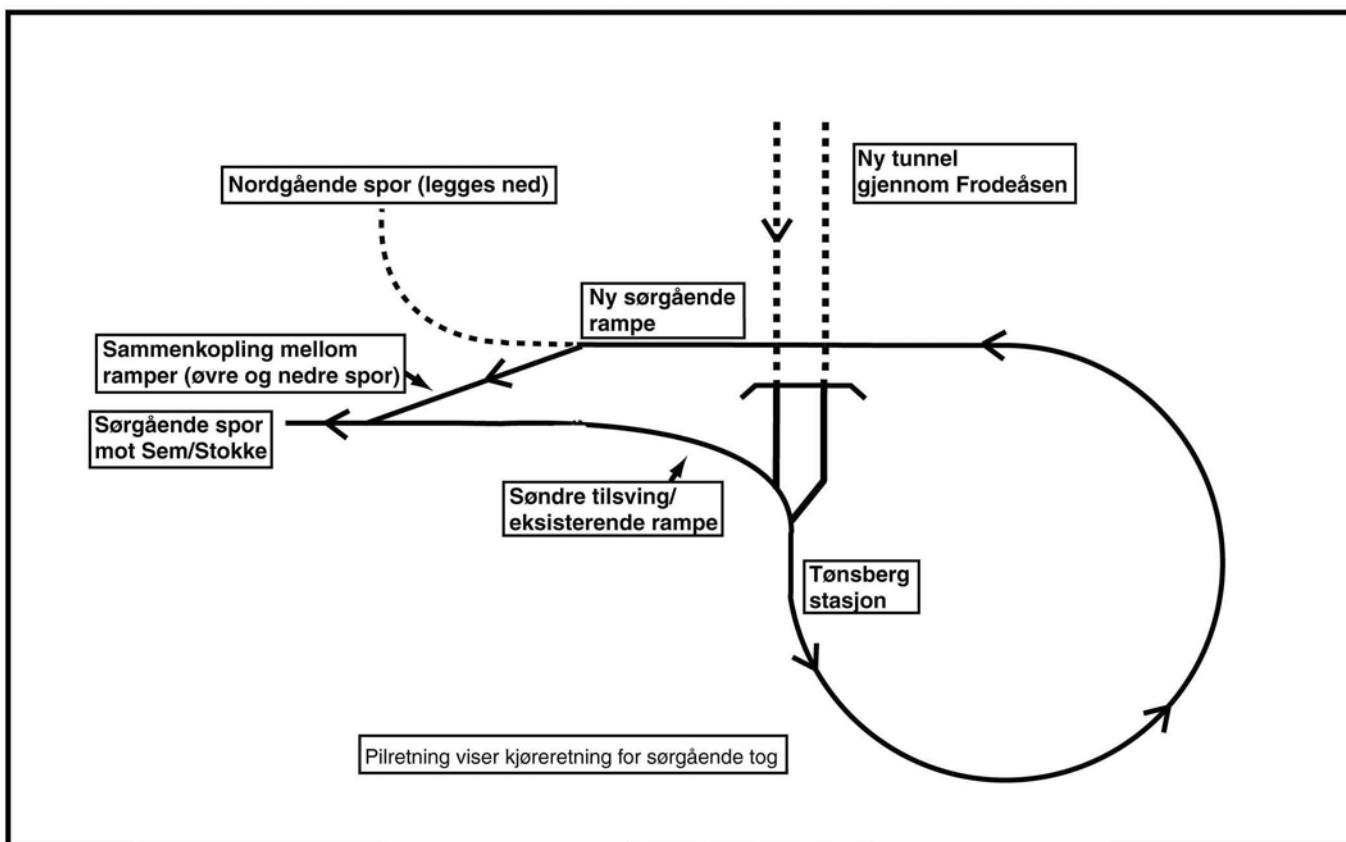 Ny tunnel
gjennom Frodeåsen
Nordgående spor (legges ned)
Ny sørgående
rampe
Sammenkopling mellom
ramper (øvre og nedre spor)
Sørgående spor
mot Sem/Stokke
Søndre tilsving/
eksisterende rampe
Tønsberg
stasjon
Pilretning viser kjøreretning for sørgående tog